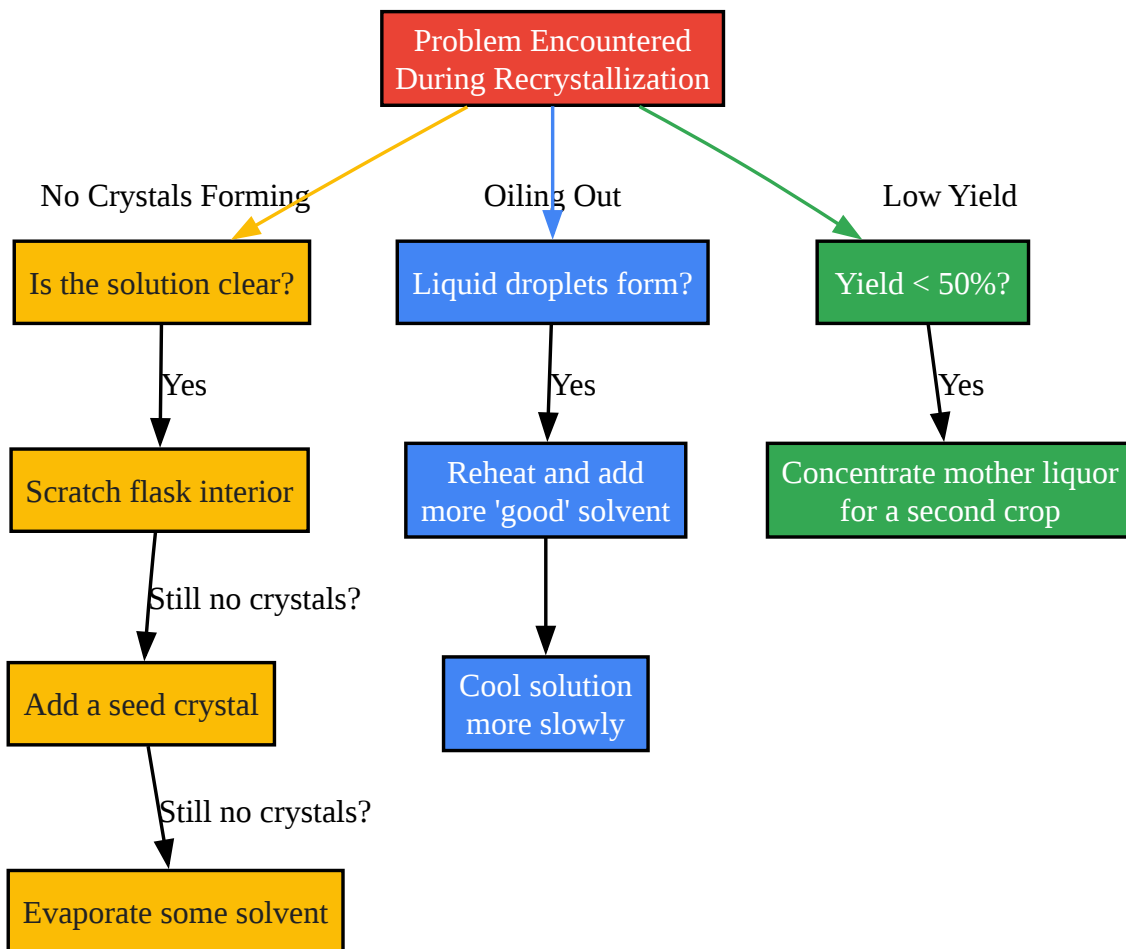 Problem Encountered
During Recrystallization
No Crystals Forming
Oiling Out
Low Yield
Is the solution clear?
Liquid droplets form?
Yield < 50%?
Yes
Yes
Yes
Scratch flask interior
Reheat and add
more 'good' solvent
Concentrate mother liquor
for a second crop
Still no crystals?
Add a seed crystal
Cool solution
more slowly
Still no crystals?
Evaporate some solvent